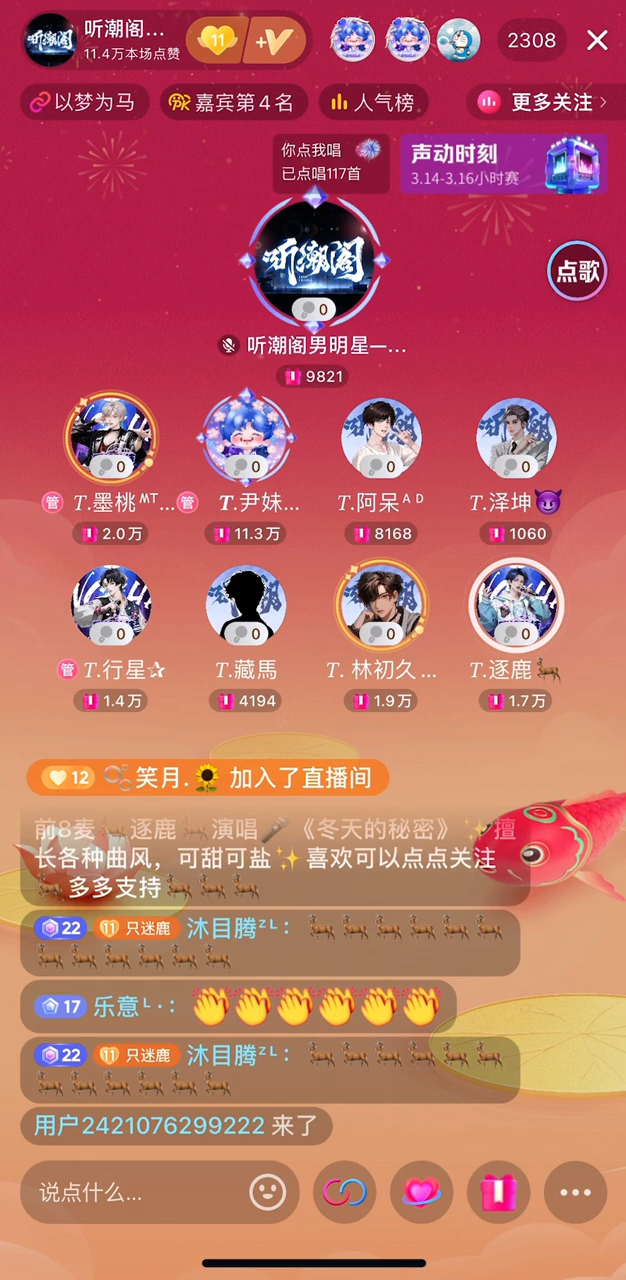 听潮阁
听潮阁...
11.4万本场点赞
11
+V
2308
以梦为马
嘉宾第4名
人气榜
更多关注
你点我唱
已点唱117首
声动时刻
3.14-3.16小时赛
听潮阁
0
点歌
听潮阁男明星一...
9821
0
0
0
0
管 T.墨桃ᴹᵀ...
管 T.尹妹...
T.阿呆ᴬ ᴰ
T.泽坤😈
2.0万
11.3万
8168
1060
0
0
0
0
管 T.行星✰
T.藏馬
T. 林初久...
T.逐鹿🦌
1.4万
4194
1.9万
1.7万
12 🫧笑月.🌻 加入了直播间
前8麦🦌逐鹿🦌演唱🎤《冬天的秘密》✨擅
长各种曲风，可甜可盐✨喜欢可以点点关注
🦌多多支持🦌🦌🦌
22 11 只迷鹿 沐目腾ᶻᴸ： 🦌🦌🦌🦌🦌🦌
🦌🦌🦌🦌🦌🦌
17 乐意ᴸ·： 👏👏👏👏👏👏
22 11 只迷鹿 沐目腾ᶻᴸ： 🦌🦌🦌🦌🦌🦌
🦌🦌🦌🦌🦌🦌
用户2421076299222 来了
说点什么...